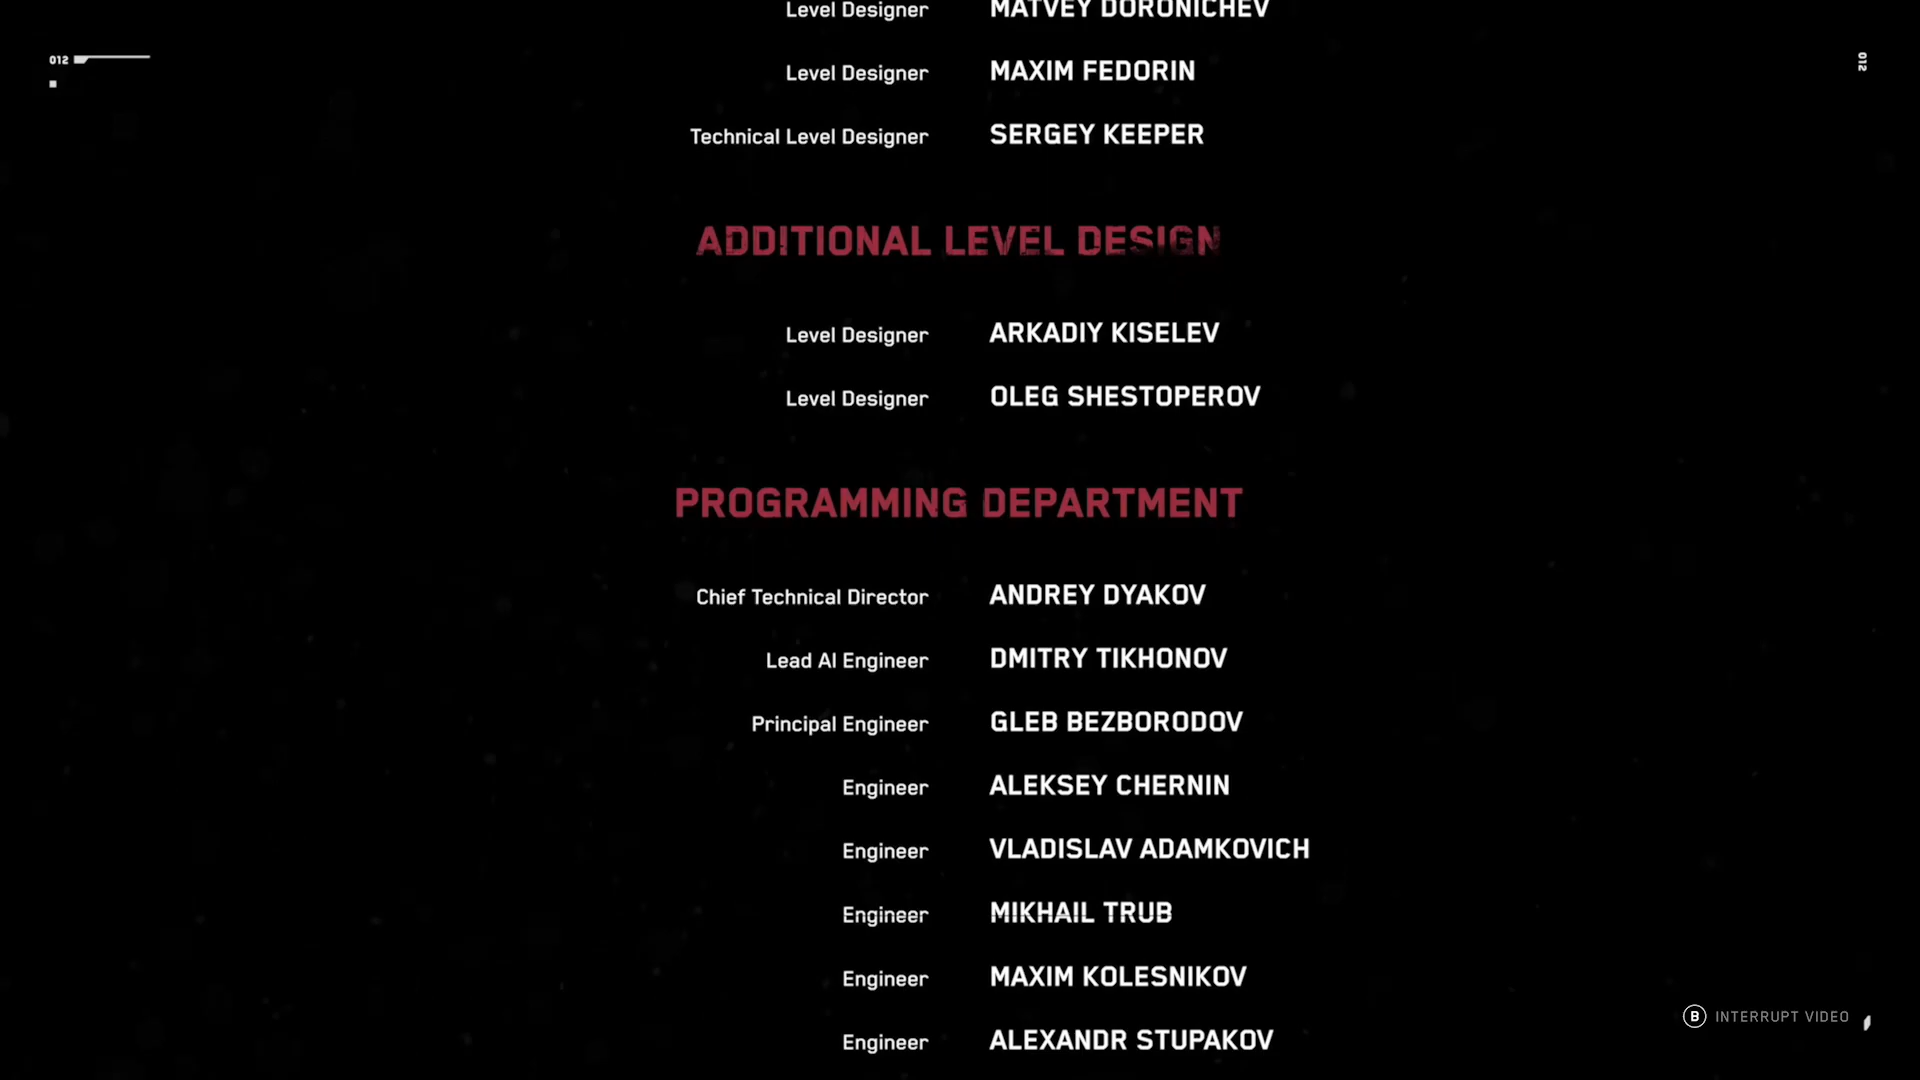 Level Designer MATVEY DORONICHEV
012
012
Level Designer MAXIM FEDORIN
Technical Level Designer SERGEY KEEPER
ADDITIONAL LEVEL DESIGN
Level Designer ARKADIY KISELEV
Level Designer OLEG SHESTOPEROV
PROGRAMMING DEPARTMENT
Chief Technical Director ANDREY DYAKOV
Lead AI Engineer DMITRY TIKHONOV
Principal Engineer GLEB BEZBORODOV
Engineer ALEKSEY CHERNIN
Engineer VLADISLAV ADAMKOVICH
Engineer MIKHAIL TRUB
Engineer MAXIM KOLESNIKOV
B INTERRUPT VIDEO
Engineer ALEXANDR STUPAKOV